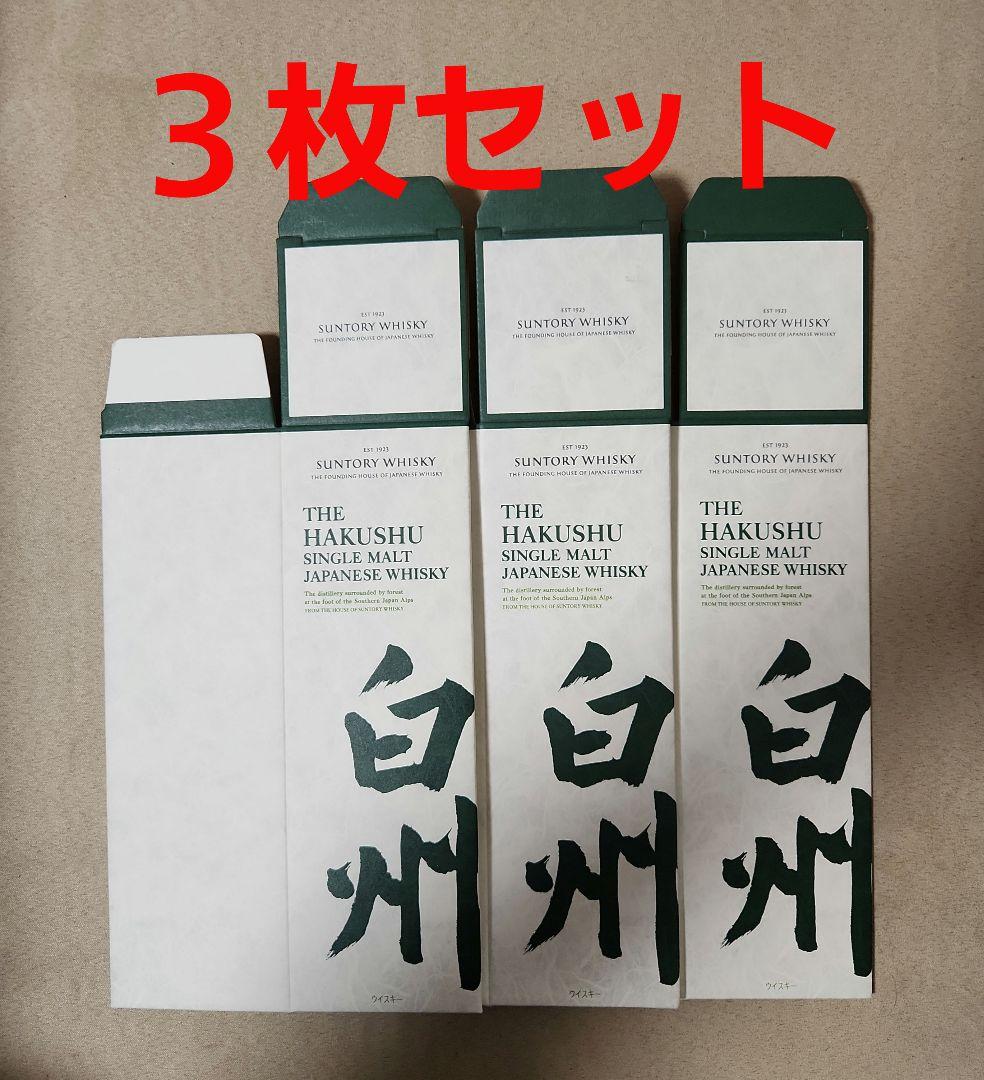 ３枚セット
EST 1923
SUNTORY WHISKY
THE FOUNDING HOUSE OF JAPANESE WHISKY
EST 1923
SUNTORY WHISKY
THE FOUNDING HOUSE OF JAPANESE WHISKY
THE
HAKUSHU
SINGLE MALT
JAPANESE WHISKY
The distillery surrounded by forest
at the foot of the Southern Japan Alps
FROM THE HOUSE OF SUNTORY WHISKY
白州
ウイスキー
EST 1923
SUNTORY WHISKY
THE FOUNDING HOUSE OF JAPANESE WHISKY
EST 1923
SUNTORY WHISKY
THE FOUNDING HOUSE OF JAPANESE WHISKY
THE
HAKUSHU
SINGLE MALT
JAPANESE WHISKY
The distillery surrounded by forest
at the foot of the Southern Japan Alps
FROM THE HOUSE OF SUNTORY WHISKY
白州
ウイスキー
EST 1923
SUNTORY WHISKY
THE FOUNDING HOUSE OF JAPANESE WHISKY
EST 1923
SUNTORY WHISKY
THE FOUNDING HOUSE OF JAPANESE WHISKY
THE
HAKUSHU
SINGLE MALT
JAPANESE WHISKY
The distillery surrounded by forest
at the foot of the Southern Japan Alps
FROM THE HOUSE OF SUNTORY WHISKY
白州
ウイスキー